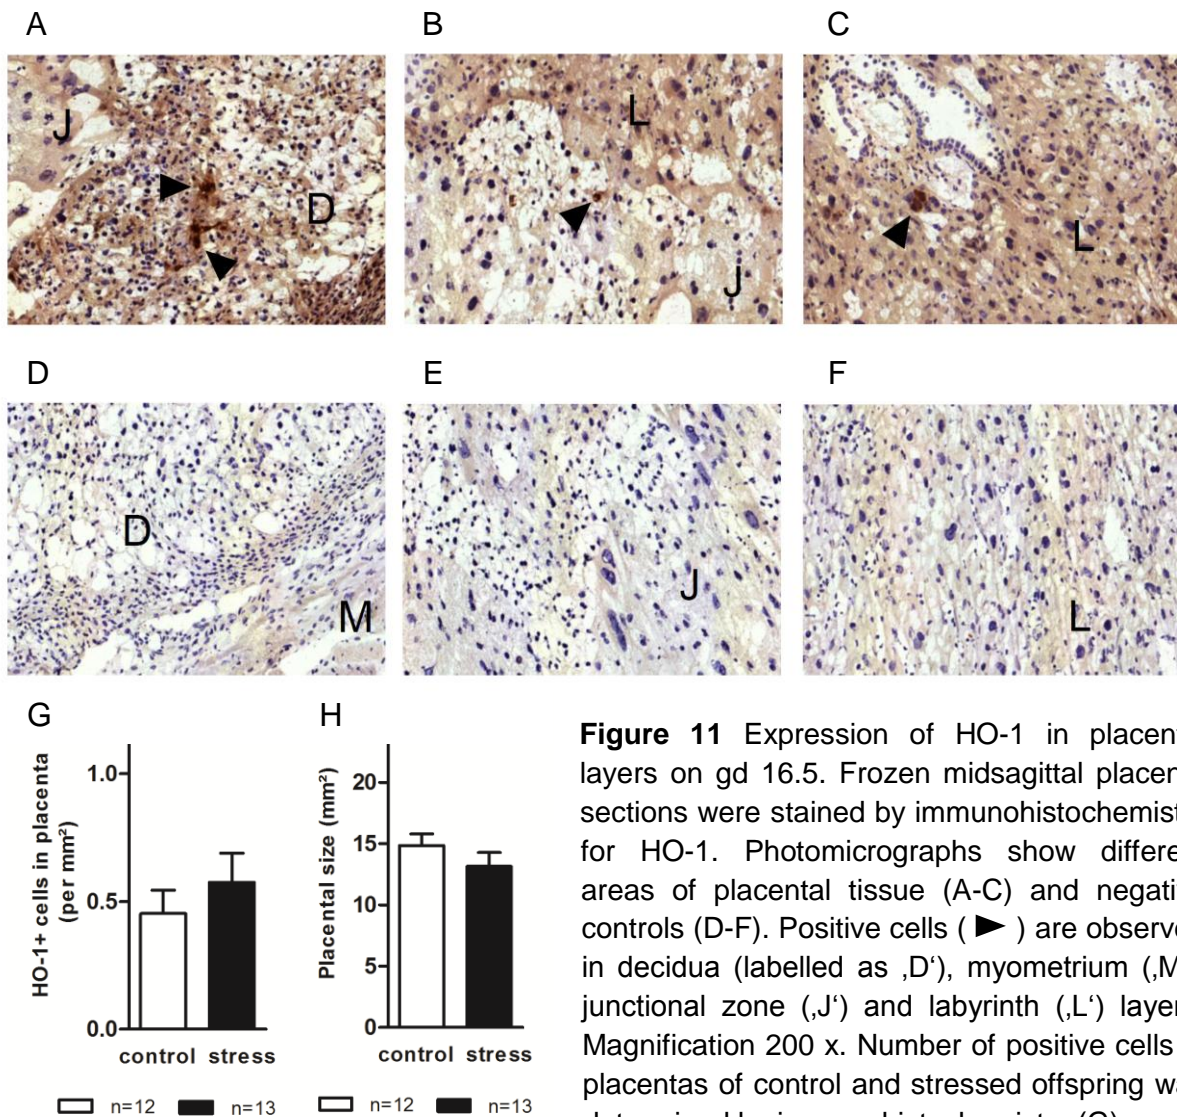 A
B
C
J
D
L
j
L
D
E
F
D
M
J
L
G
H
HO-1+ cells in placenta
(per mm²)
1.0
0.5
0.0
control stress
n=12 n=13
Placental size (mm²)
20
15
10
5
0
control stress
n=12 n=13
Figure 11 Expression of HO-1 in placent
layers on gd 16.5. Frozen midsagittal placen
sections were stained by immunohistochemist
for HO-1. Photomicrographs show differe
areas of placental tissue (A-C) and negati
controls (D-F). Positive cells ( ► ) are observe
in decidua (labelled as ‚D‘), myometrium (‚M
junctional zone (‚J‘) and labyrinth (‚L‘) layer
Magnification 200 x. Number of positive cells
placentas of control and stressed offspring wa